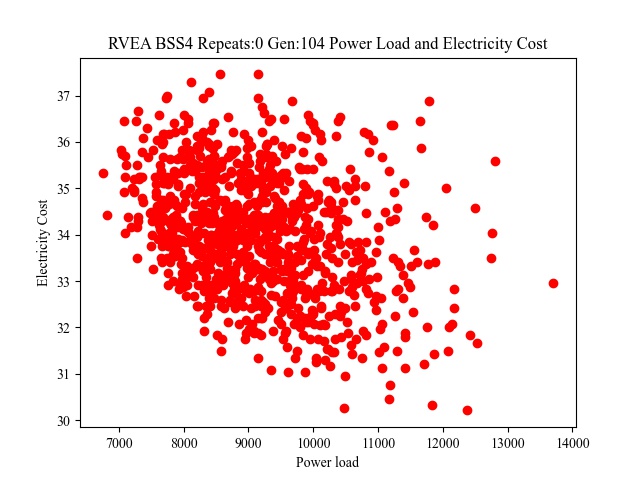 RVEA BSS4 Repeats:0 Gen:104 Power Load and Electricity Cost
37
36
35
34
33
32
31
30
Electricity Cost
7000 8000 9000 10000 11000 12000 13000 14000
Power load